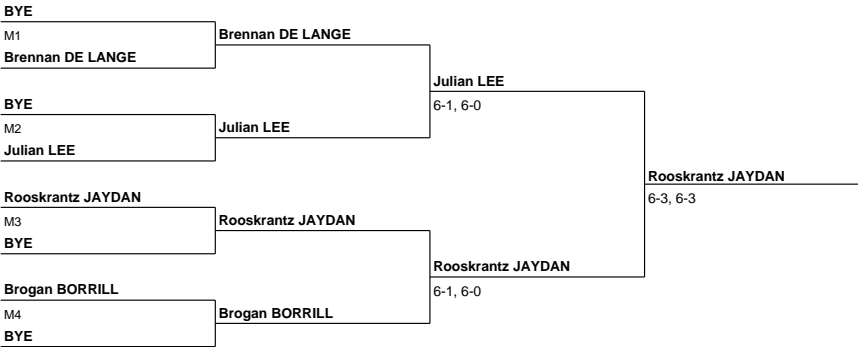 BYE
M1
Brennan DE LANGE
Brennan DE LANGE
BYE
M2
Julian LEE
Julian LEE
Julian LEE
6-1, 6-0
Rooskrantz JAYDAN
M3
BYE
Rooskrantz JAYDAN
Brogan BORRILL
M4
BYE
Brogan BORRILL
Rooskrantz JAYDAN
6-1, 6-0
Rooskrantz JAYDAN
6-3, 6-3